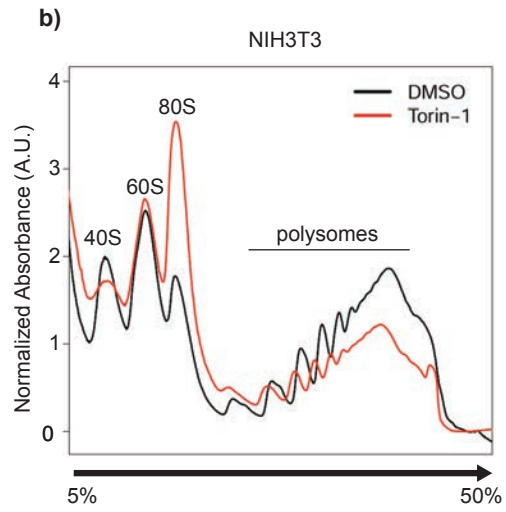 b)
NIH3T3
Normalized Absorbance (A.U.)
4
3
2
1
0
DMSO
Torin-1
40S
60S
80S
polysomes
5%
50%